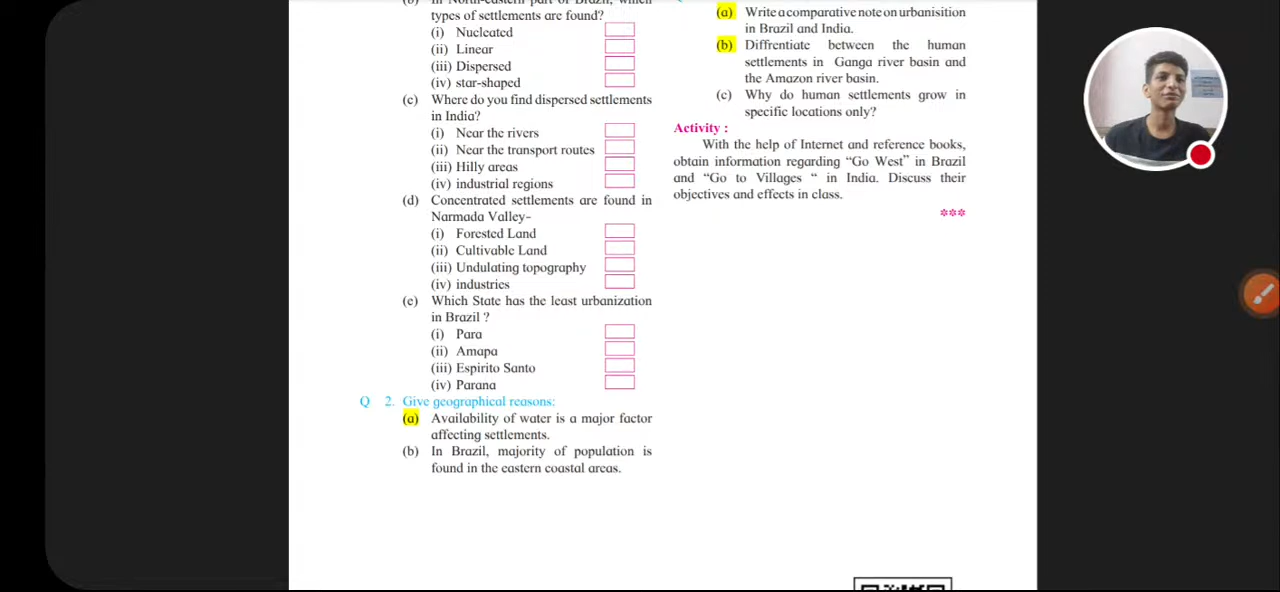 (b) In North-eastern part of Brazil, which
types of settlements are found?
(i) Nucleated
(ii) Linear
(iii) Dispersed
(iv) star-shaped
(c) Where do you find dispersed settlements
in India?
(i) Near the rivers
(ii) Near the transport routes
(iii) Hilly areas
(iv) industrial regions
(d) Concentrated settlements are found in
Narmada Valley-
(i) Forested Land
(ii) Cultivable Land
(iii) Undulating topography
(iv) industries
(e) Which State has the least urbanization
in Brazil ?
(i) Para
(ii) Amapa
(iii) Espirito Santo
(iv) Parana
Q 2. Give geographical reasons:
(a) Availability of water is a major factor
affecting settlements.
(b) In Brazil, majority of population is
found in the eastern coastal areas.
(a) Write a comparative note on urbanisition
in Brazil and India.
(b) Diffrentiate between the human
settlements in Ganga river basin and
the Amazon river basin.
(c) Why do human settlements grow in
specific locations only?
Activity :
With the help of Internet and reference books,
obtain information regarding “Go West” in Brazil
and “Go to Villages “ in India. Discuss their
objectives and effects in class.
***